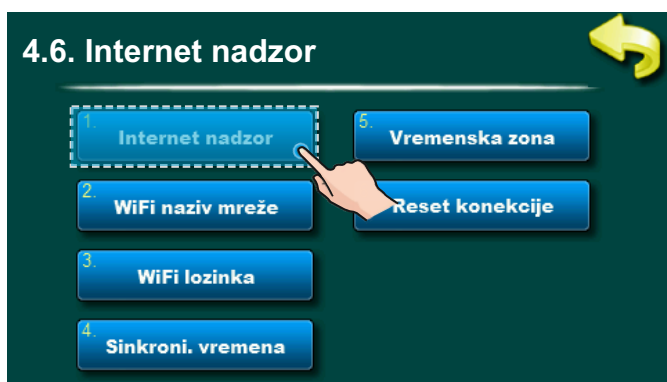 4.6. Internet nadzor
1. Internet nadzor
2. WiFi naziv mreže
3. WiFi lozinka
4. Sinkroni. vremena
5. Vremenska zona
Reset konekcije